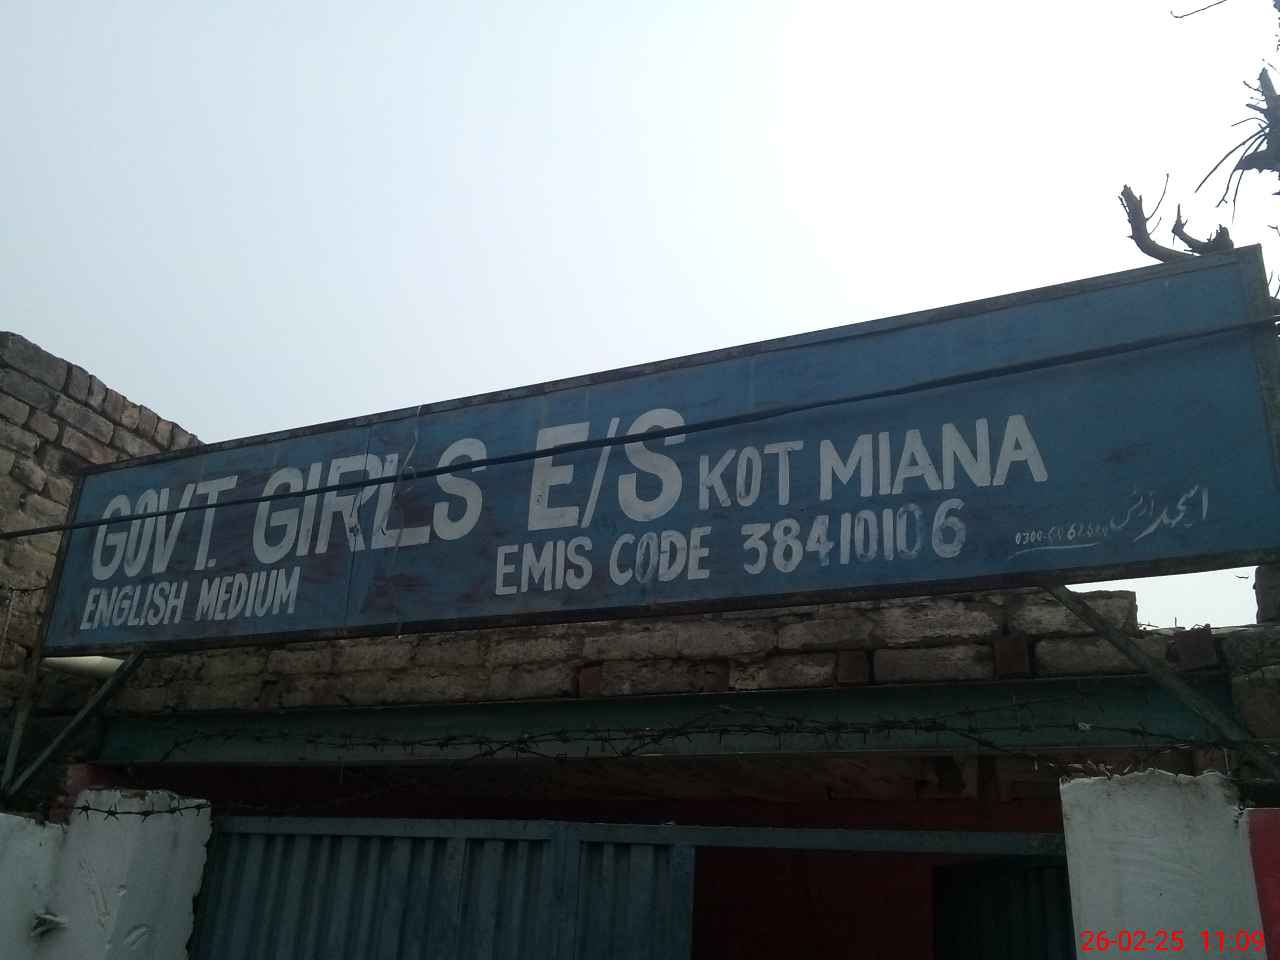 GOVT. GIRLS E/S KOT MIANA
ENGLISH MEDIUM
EMIS CODE 38410106
امجد آرٹس
26-02-25 11:09